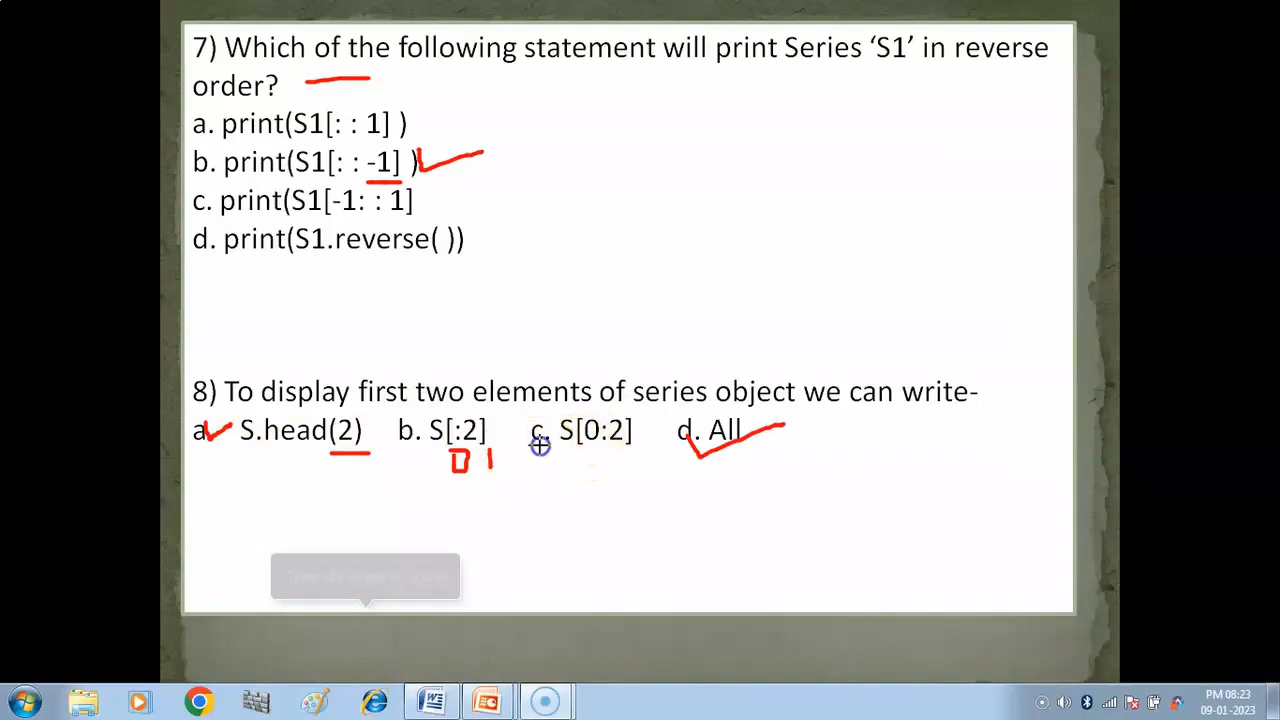 7) Which of the following statement will print Series ‘S1’ in reverse
order?
a. print(S1[: : 1] )
b. print(S1[: : -1] )
c. print(S1[-1: : 1]
d. print(S1.reverse( ))
8) To display first two elements of series object we can write-
a. S.head(2) b. S[:2] c. S[0:2] d. All
0 1
PM 08:23
09-01-2023